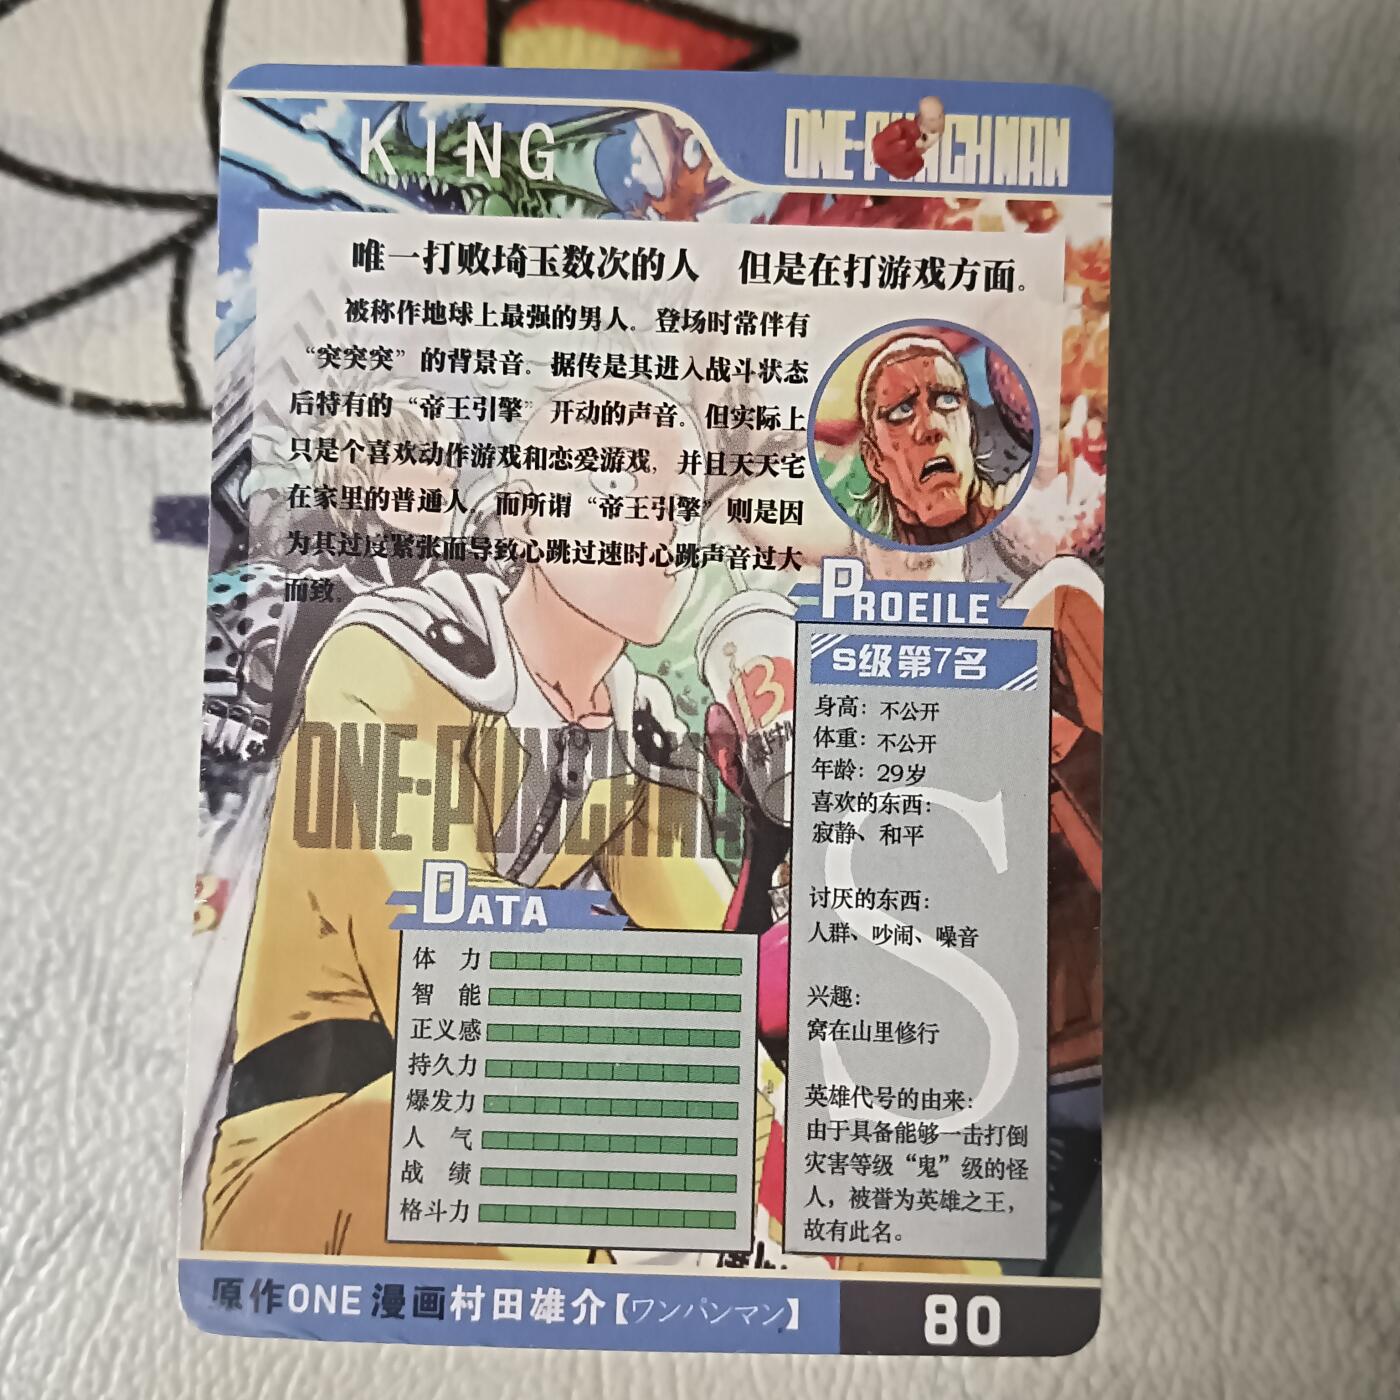 KING
ONE-PUNCHMAN
唯一打败埼玉数次的人 但是在打游戏方面。
被称作地球上最强的男人。登场时常伴有
“突突突”的背景音。据传是其进入战斗状态
后特有的“帝王引擎”开动的声音。但实际上
只是个喜欢动作游戏和恋爱游戏，并且天天宅
在家里的普通人。而所谓“帝王引擎”则是因
为其过度紧张而导致心跳过速时心跳声音过大
而致。
PROEILE
S级第7名
身高：不公开
体重：不公开
年龄：29岁
喜欢的东西：
寂静、和平
讨厌的东西：
人群、吵闹、噪音
兴趣：
窝在山里修行
英雄代号的由来：
由于具备能够一击打倒
灾害等级“鬼”级的怪
人，被誉为英雄之王，
故有此名。
S
ONE-PUNCHMA
DATA
体 力
智 能
正义感
持久力
爆发力
人 气
战 绩
格斗力
原作ONE 漫画村田雄介【ワンパンマン】
80